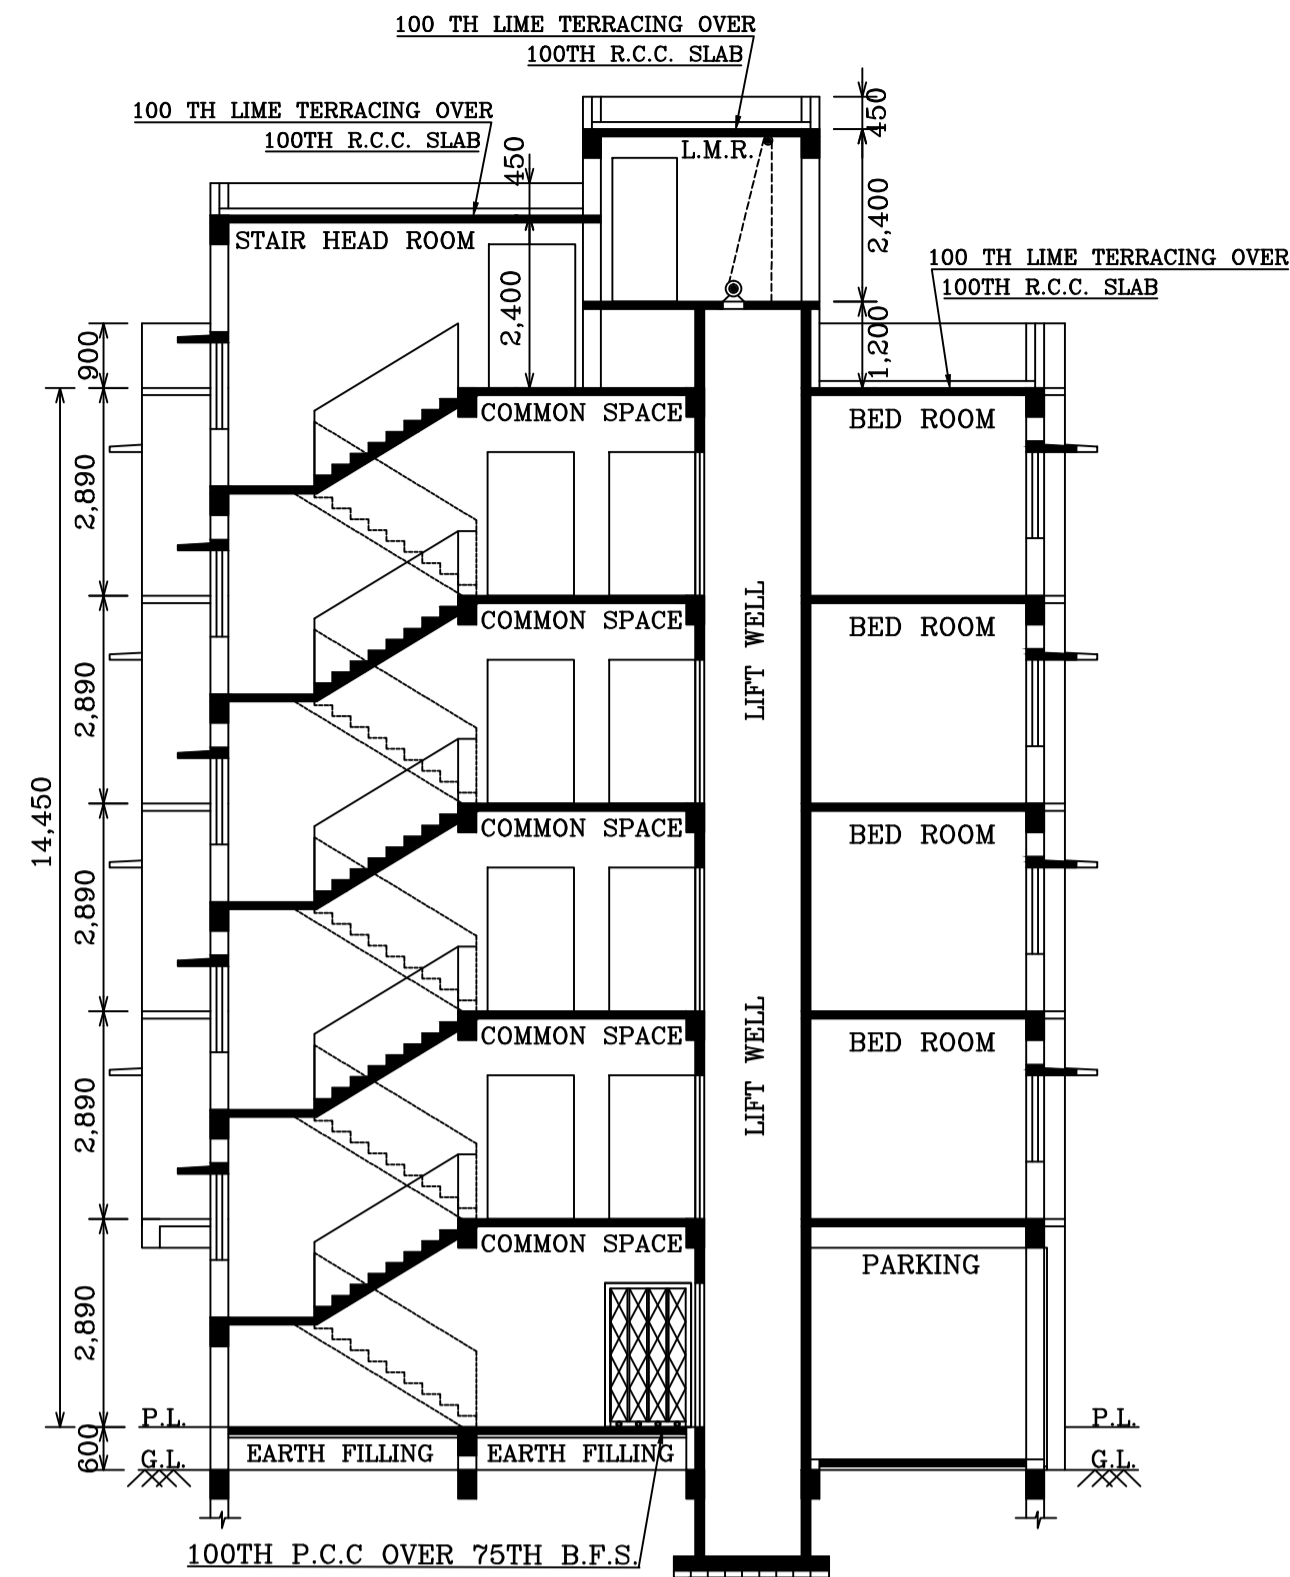 100 TH LIME TERRACING OVER
100TH R.C.C. SLAB
100 TH LIME TERRACING OVER
100TH R.C.C. SLAB
450
450
L.M.R.
2,400
STAIR HEAD ROOM
2,400
100 TH LIME TERRACING OVER
100TH R.C.C. SLAB
900
1,200
COMMON SPACE
BED ROOM
2,890
LIFT WELL
COMMON SPACE
BED ROOM
2,890
14,450
COMMON SPACE
BED ROOM
2,890
LIFT WELL
COMMON SPACE
BED ROOM
2,890
COMMON SPACE
PARKING
2,890
P.L.
P.L.
600
G.L.
EARTH FILLING
EARTH FILLING
G.L.
100TH P.C.C OVER 75TH B.F.S.